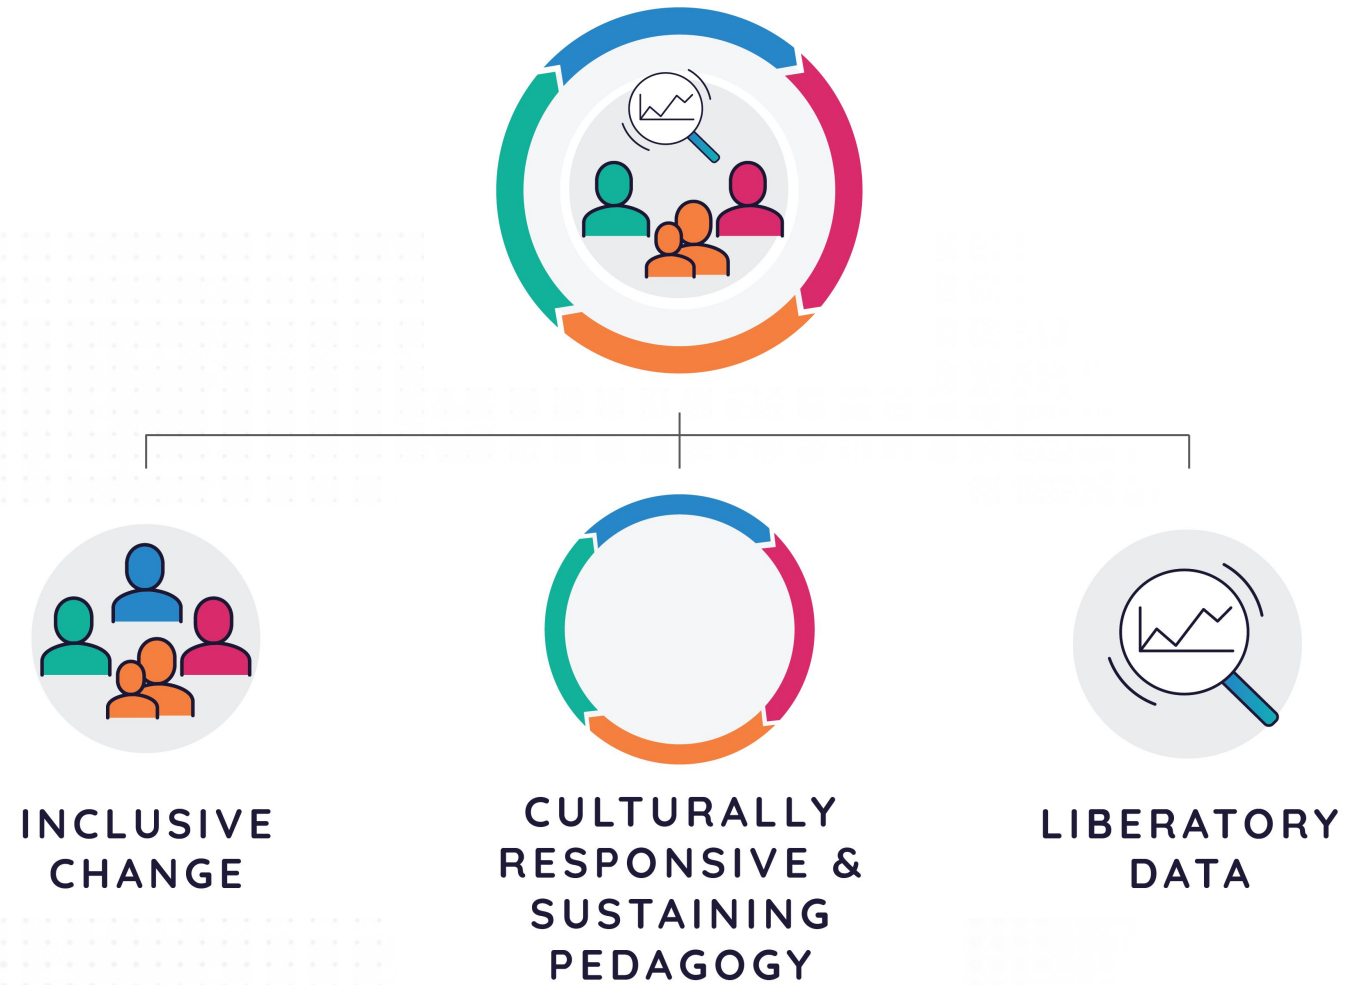 INCLUSIVE
CHANGE
CULTURALLY
RESPONSIVE &
SUSTAINING
PEDAGOGY
LIBERATORY
DATA